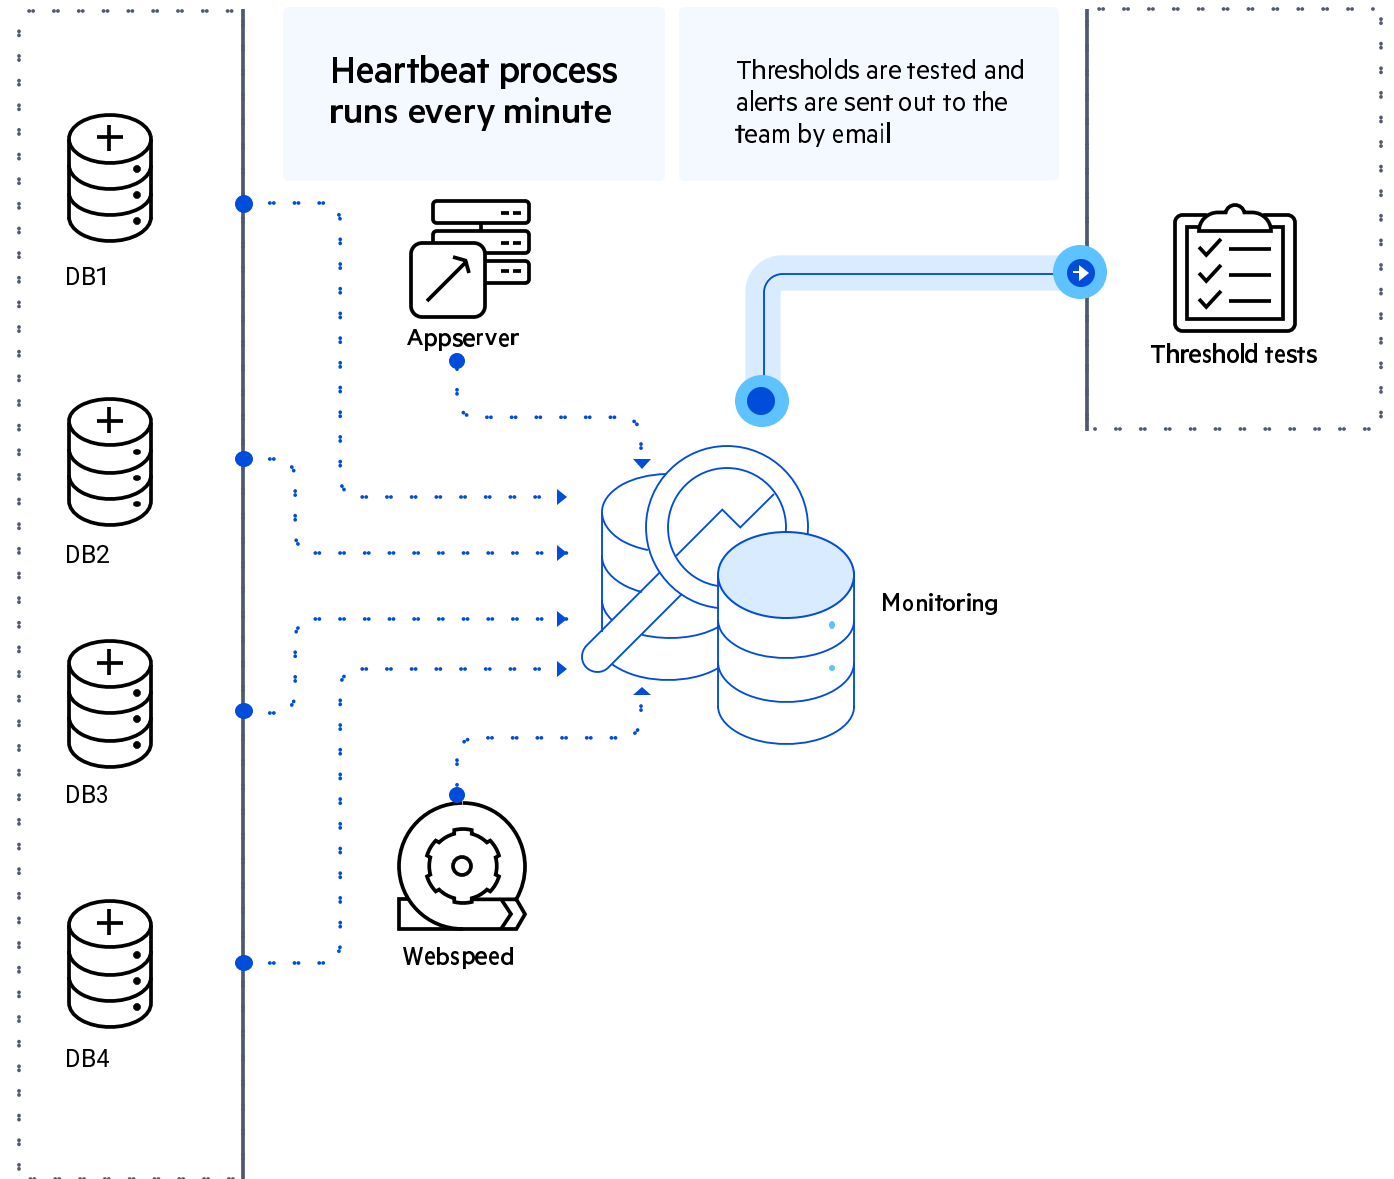 Heartbeat process
runs every minute
Thresholds are tested and
alerts are sent out to the
team by email
DB1
Appserver
Threshold tests
DB2
Monitoring
DB3
Webspeed
DB4